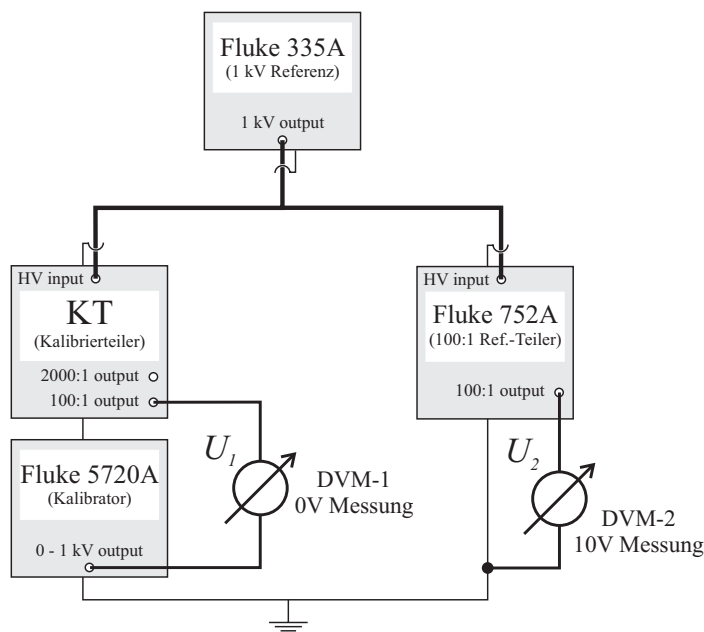 Fluke 335A
(1 kV Referenz)
1 kV output
HV input
KT
(Kalibrierteiler)
2000:1 output
100:1 output
Fluke 5720A
(Kalibrator)
0 - 1 kV output
U1
DVM-1
0V Messung
HV input
Fluke 752A
(100:1 Ref.-Teiler)
100:1 output
U2
DVM-2
10V Messung